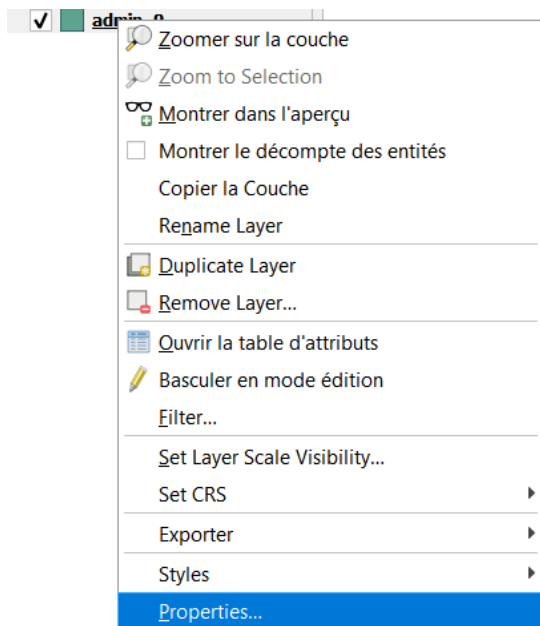 Zoomer sur la couche
Zoom to Selection
Montrer dans l'aperçu
Montrer le décompte des entités
Copier la Couche
Rename Layer
Duplicate Layer
Remove Layer...
Ouvrir la table d'attributs
Basculer en mode édition
Filter...
Set Layer Scale Visibility...
Set CRS
Exporter
Styles
Properties...